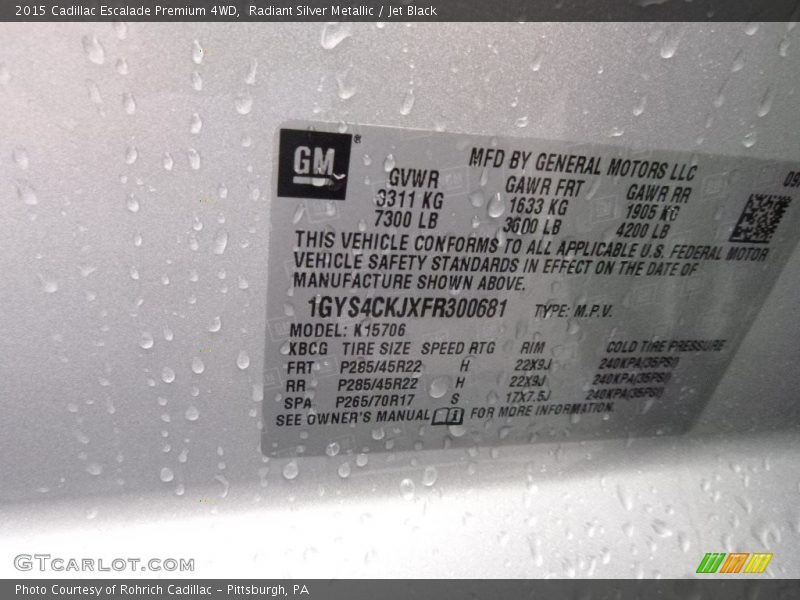 2015 Cadillac Escalade Premium 4WD, Radiant Silver Metallic / Jet Black
GM ®
MFD BY GENERAL MOTORS LLC
GVWR GAWR FRT GAWR RR
3311 KG 1633 KG 1905 KG
7300 LB 3600 LB 4200 LB
THIS VEHICLE CONFORMS TO ALL APPLICABLE U.S. FEDERAL MOTOR
VEHICLE SAFETY STANDARDS IN EFFECT ON THE DATE OF
MANUFACTURE SHOWN ABOVE.
1GYS4CKJXFR300681 TYPE: M.P.V.
MODEL: K15706
XBCG TIRE SIZE SPEED RTG RIM COLD TIRE PRESSURE
FRT P285/45R22 H 22X9J 240KPA(35PSI)
RR P285/45R22 H 22X9J 240KPA(35PSI)
SPA P265/70R17 S 17X7.5J 240KPA(35PSI)
SEE OWNER'S MANUAL FOR MORE INFORMATION.
GTcarlot.com
Photo Courtesy of Rohrich Cadillac - Pittsburgh, PA